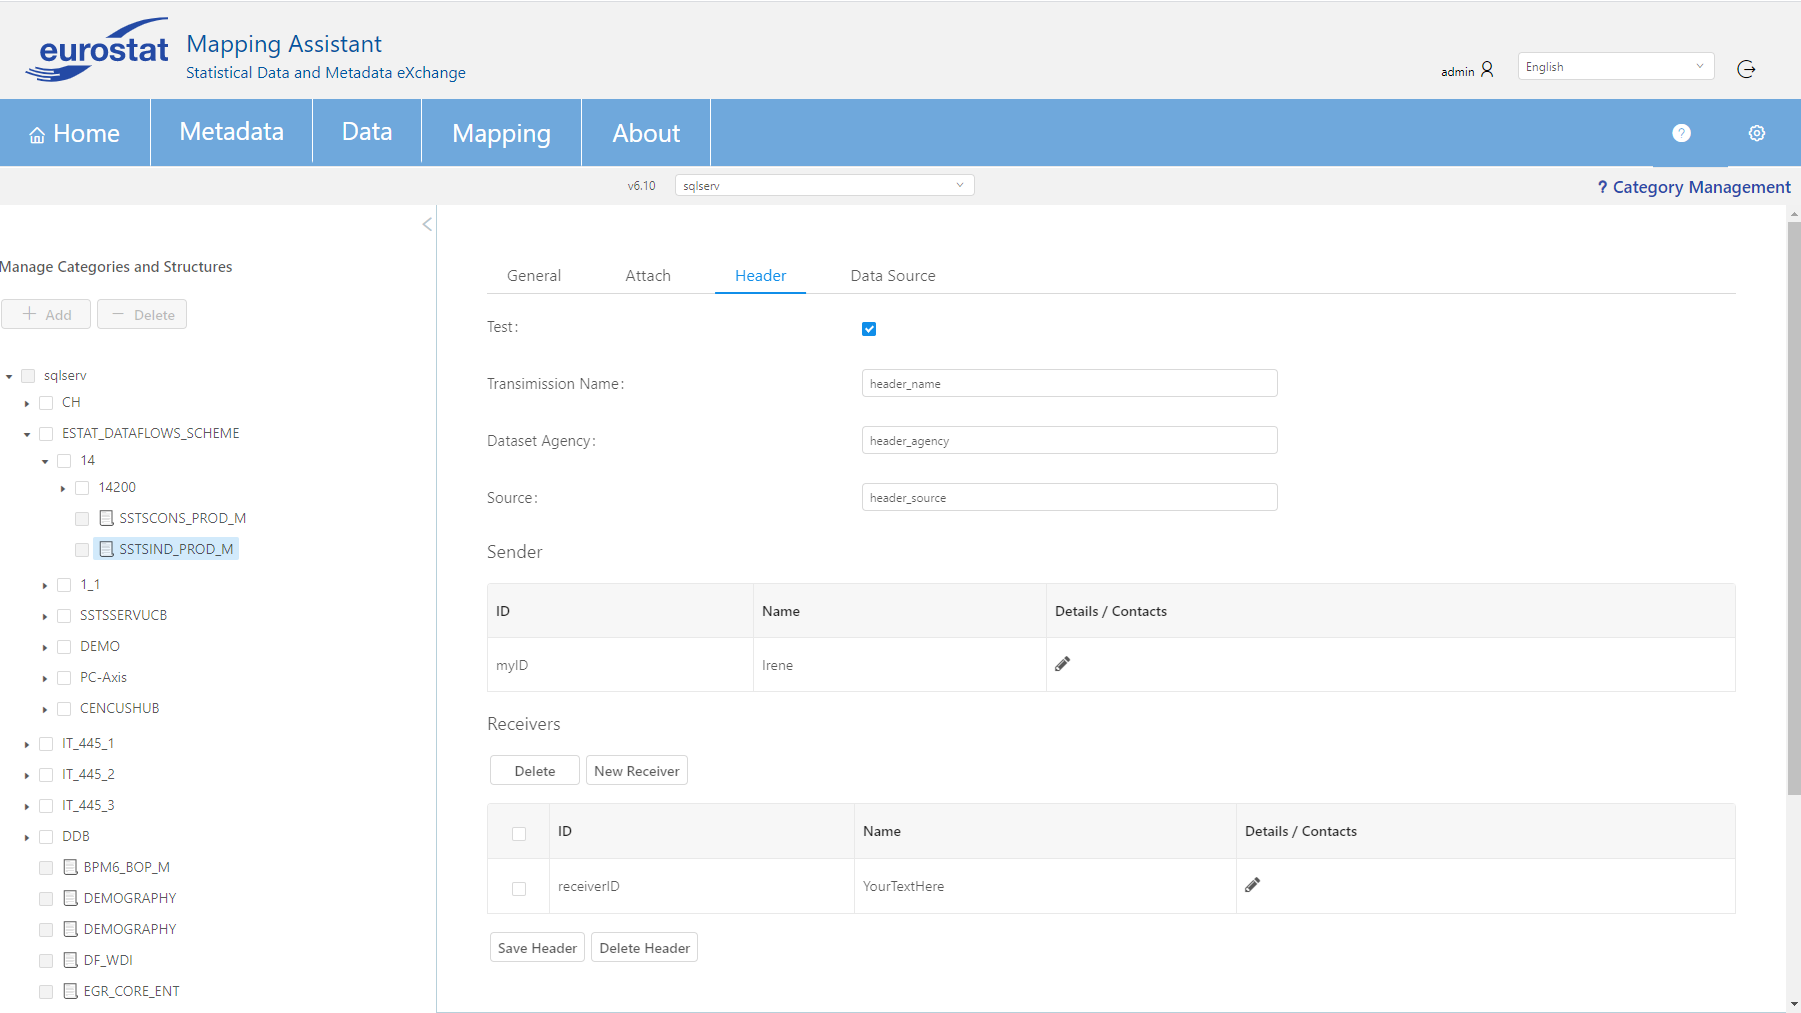 eurostat
Mapping Assistant
Statistical Data and Metadata eXchange
admin
English
Home
Metadata
Data
Mapping
About
?
v6.10
sqlserv
? Category Management
Manage Categories and Structures
+ Add
− Delete
sqlserv
CH
ESTAT_DATAFLOWS_SCHEME
14
14200
SSTSCONS_PROD_M
SSTSIND_PROD_M
1_1
SSTSSERVUCB
DEMO
PC-Axis
CENCUSHUB
IT_445_1
IT_445_2
IT_445_3
DDB
BPM6_BOP_M
DEMOGRAPHY
DEMOGRAPHY
DF_WDI
EGR_CORE_ENT
General
Attach
Header
Data Source
Test:
Transimission Name:
header_name
Dataset Agency:
header_agency
Source:
header_source
Sender
ID
Name
Details / Contacts
myID
Irene
Receivers
Delete
New Receiver
ID
Name
Details / Contacts
receiverID
YourTextHere
Save Header
Delete Header